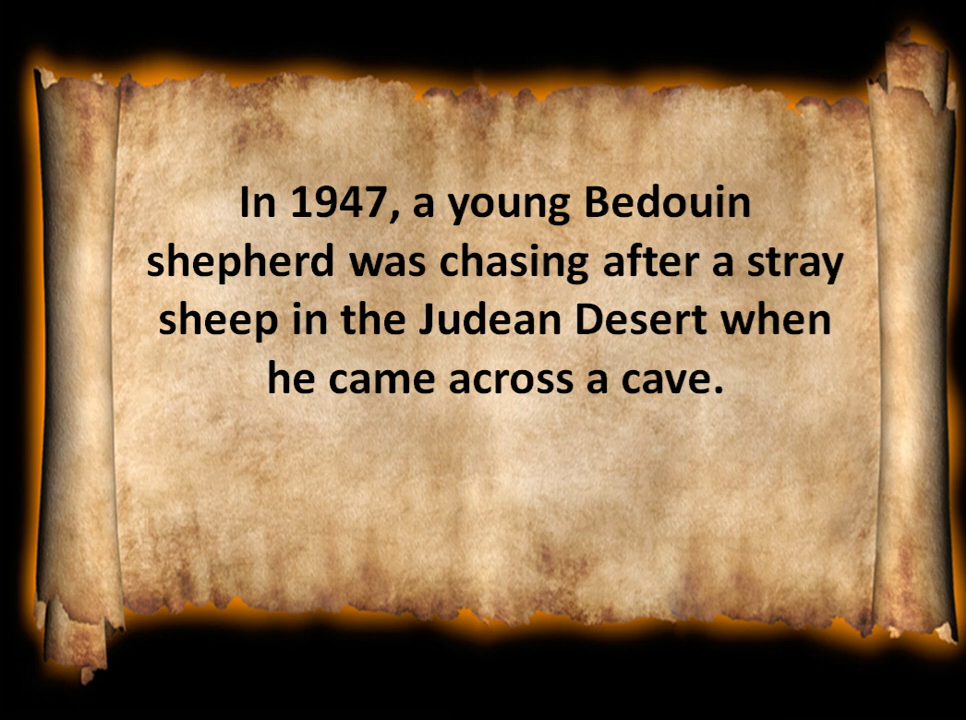 In 1947, a young Bedouin
shepherd was chasing after a stray
sheep in the Judean Desert when
he came across a cave.